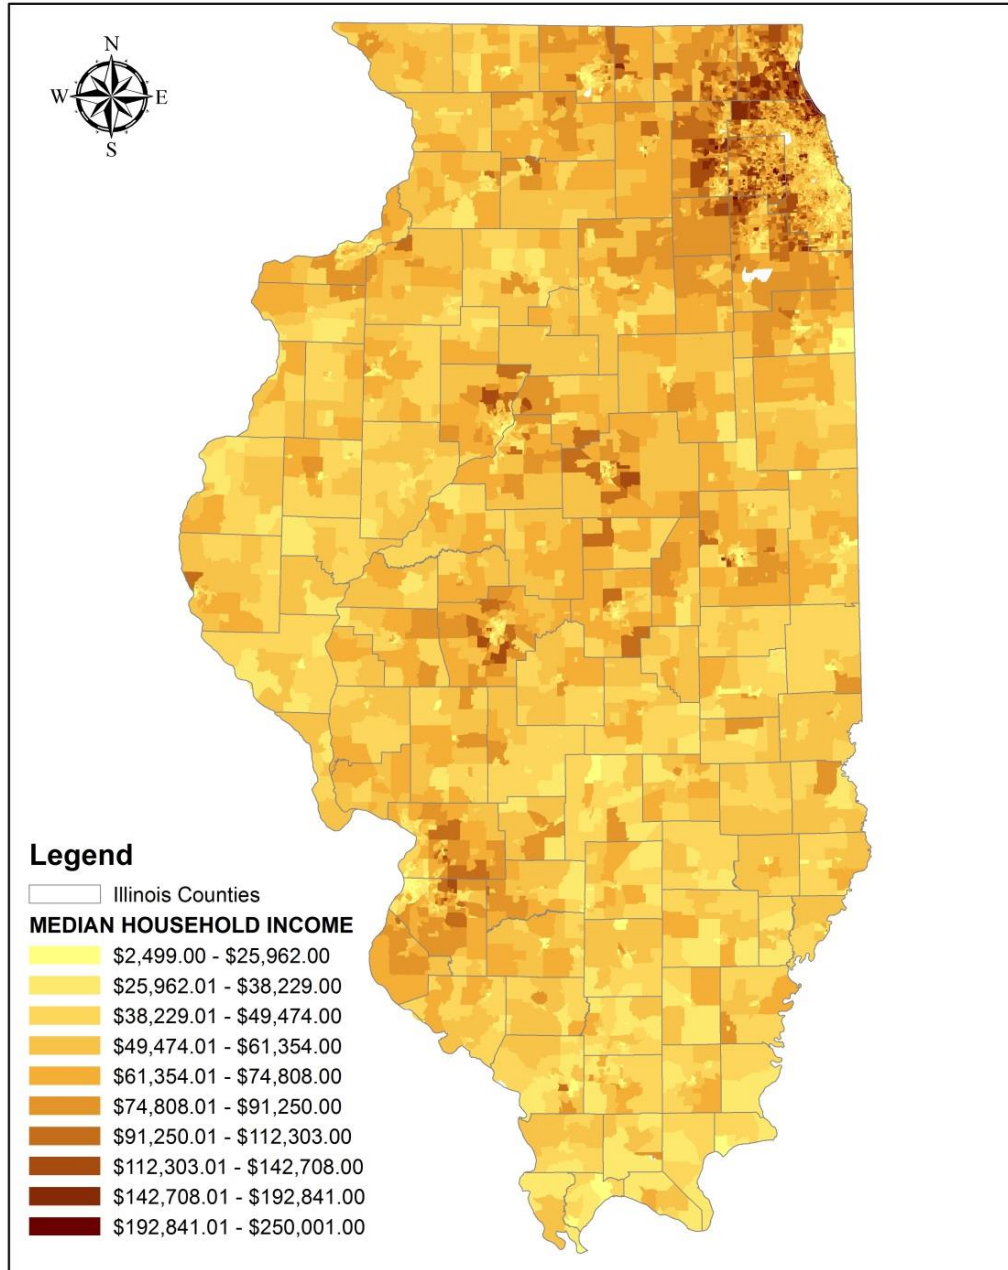 N
W E
S
Legend
Illinois Counties
MEDIAN HOUSEHOLD INCOME
$2,499.00 - $25,962.00
$25,962.01 - $38,229.00
$38,229.01 - $49,474.00
$49,474.01 - $61,354.00
$61,354.01 - $74,808.00
$74,808.01 - $91,250.00
$91,250.01 - $112,303.00
$112,303.01 - $142,708.00
$142,708.01 - $192,841.00
$192,841.01 - $250,001.00